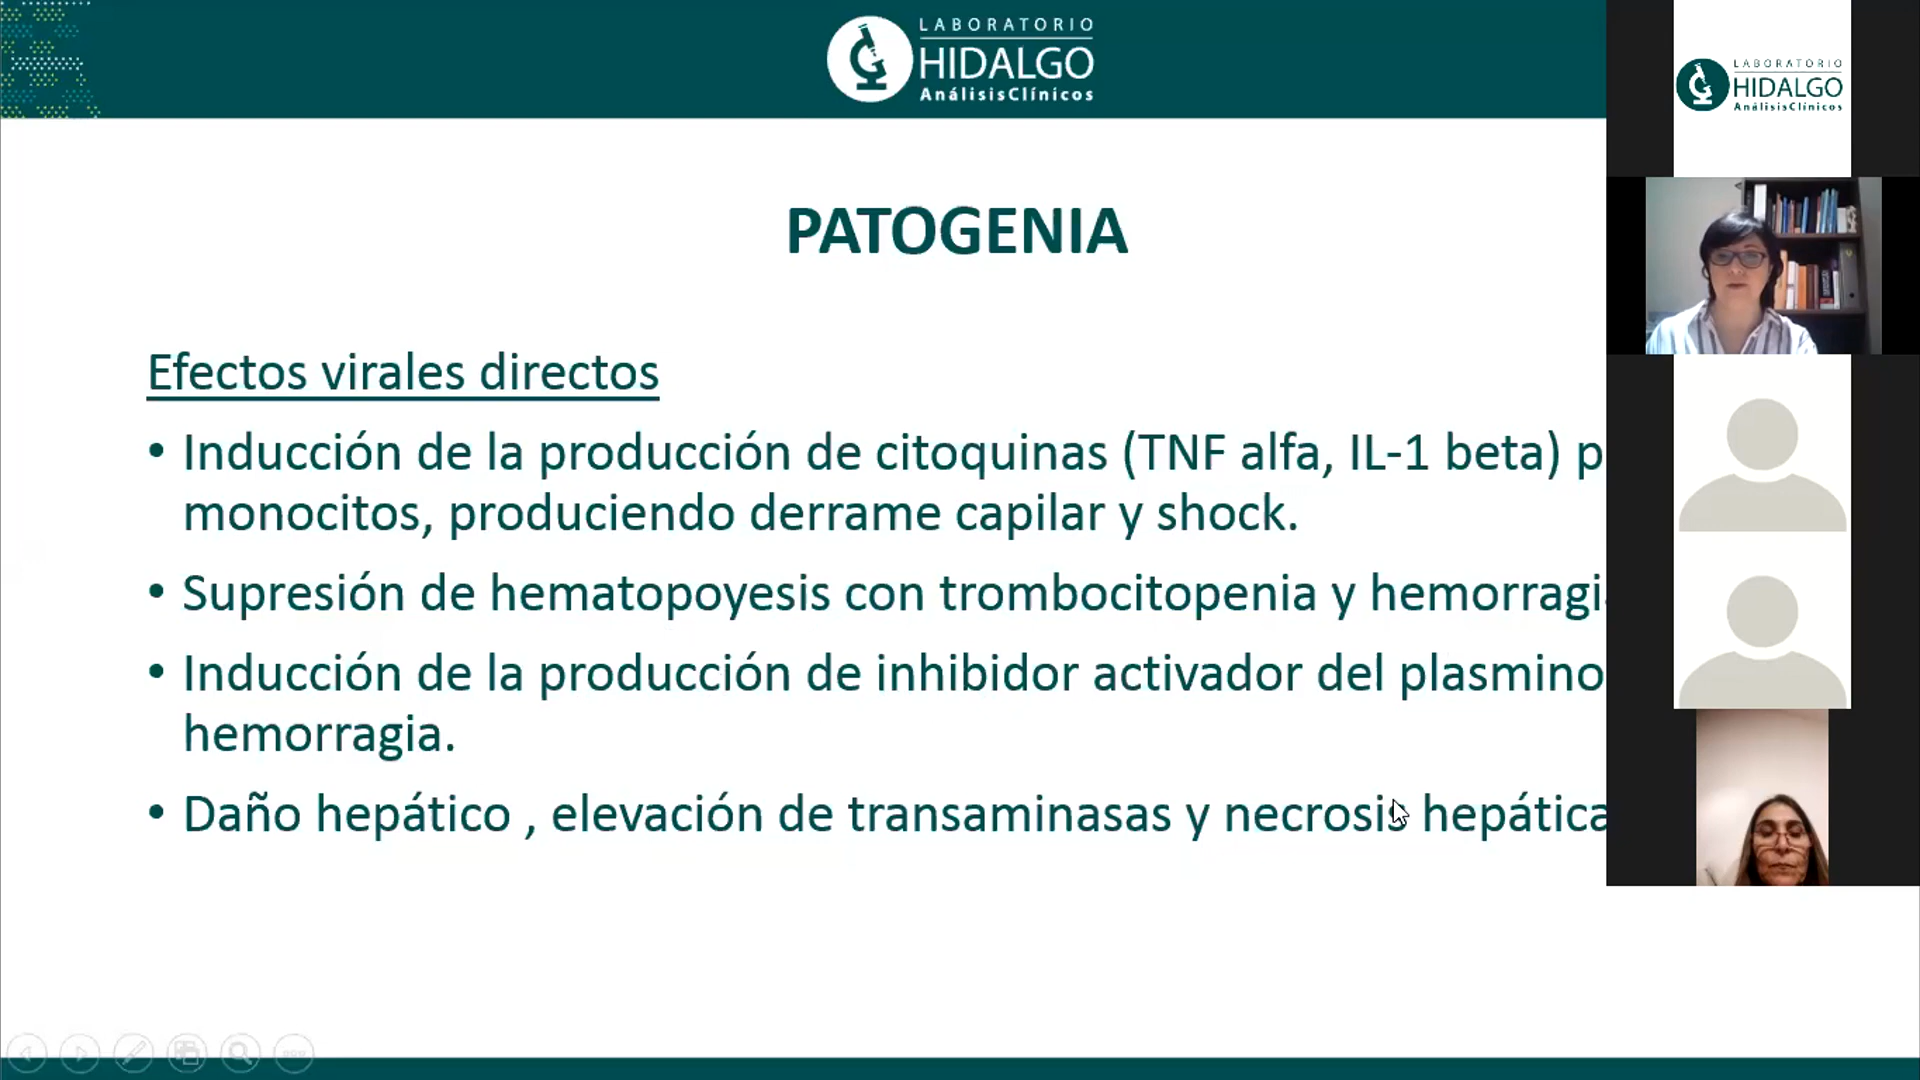 LABORATORIO
HIDALGO
AnálisisClínicos
LABORATORIO
HIDALGO
AnálisisClínicos
PATOGENIA
Efectos virales directos
• Inducción de la producción de citoquinas (TNF alfa, IL-1 beta) p
monocitos, produciendo derrame capilar y shock.
• Supresión de hematopoyesis con trombocitopenia y hemorragi
• Inducción de la producción de inhibidor activador del plasmino
hemorragia.
• Daño hepático , elevación de transaminasas y necrosis hepática